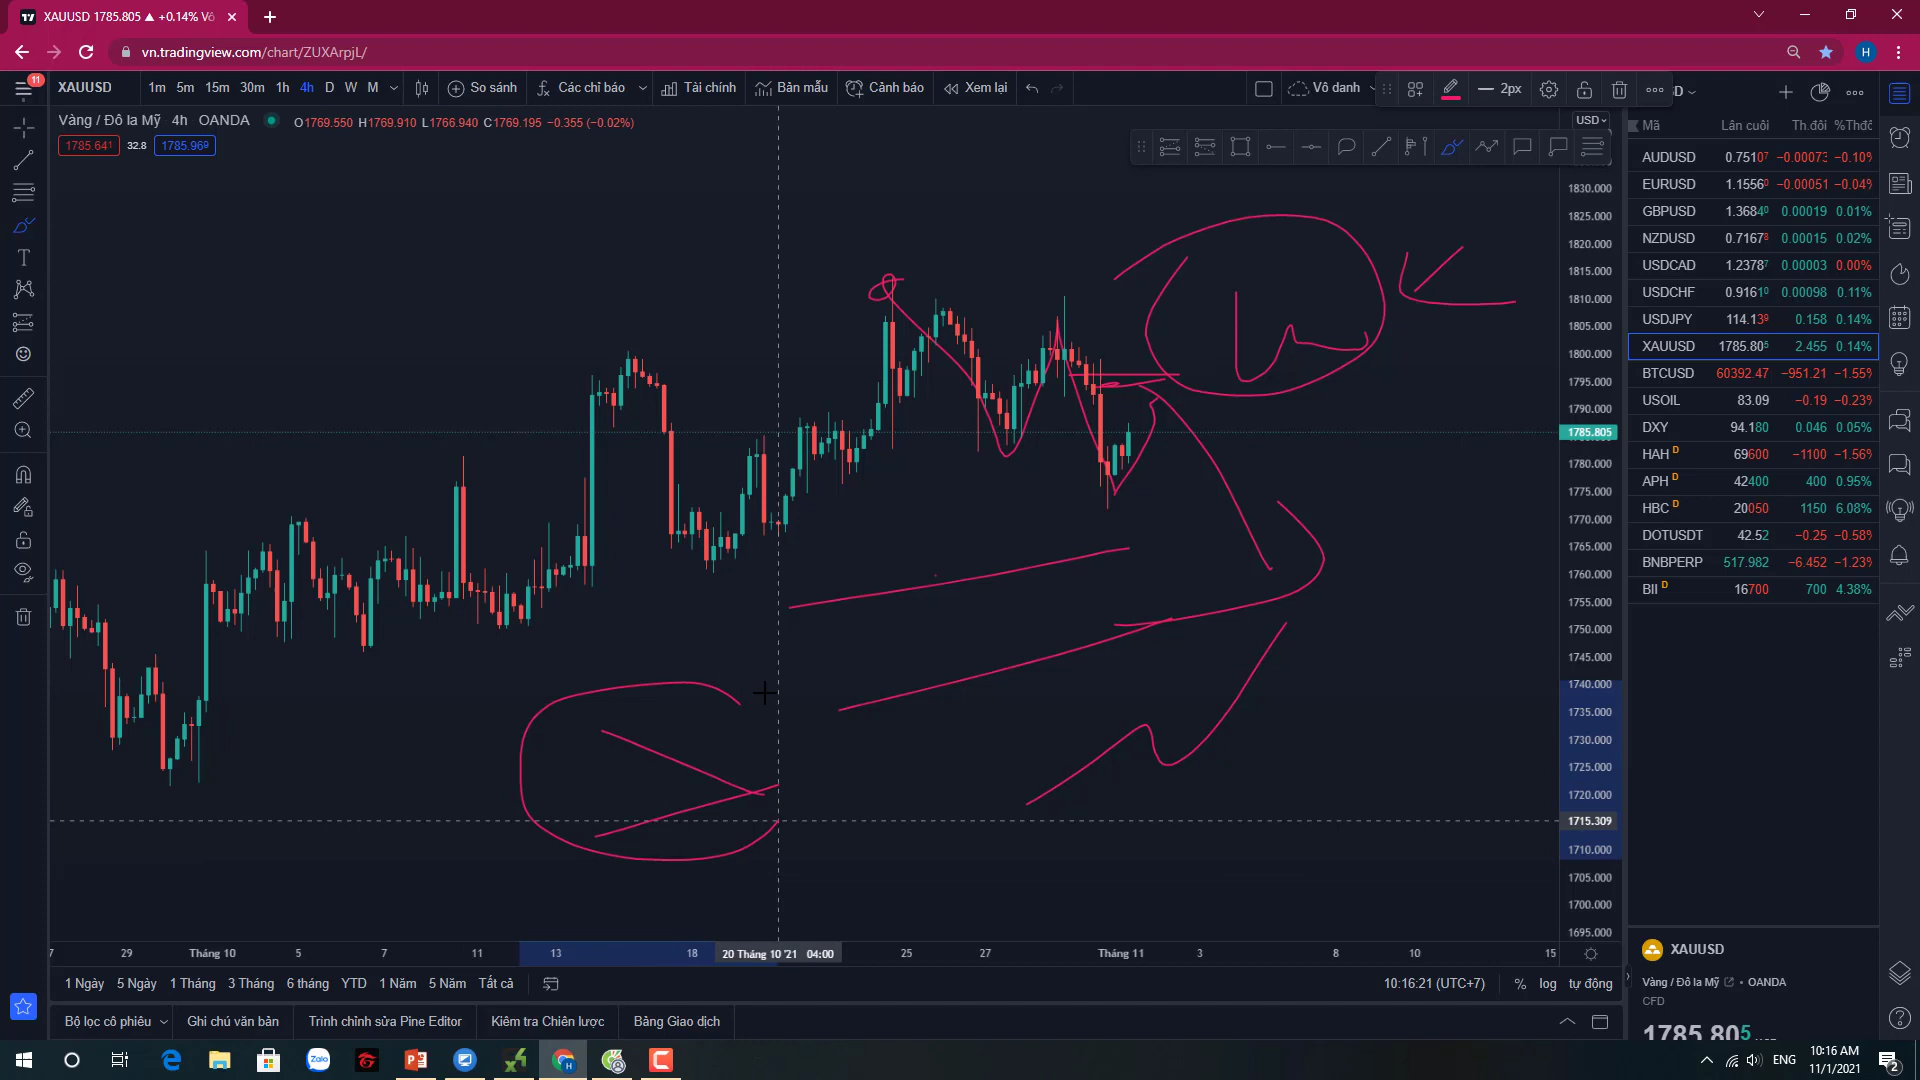 XAUUSD 1785.805 ▲ +0.14% Vô
vn.tradingview.com/chart/ZUXArpjL/
H
11
XAUUSD 1m 5m 15m 30m 1h 4h D W M So sánh Các chỉ báo Tài chính Bản mẫu Cảnh báo Xem lại Vô danh 2px
Vàng / Đô la Mỹ 4h OANDA O1769.550 H1769.910 L1766.940 C1769.195 −0.355 (−0.02%)
1785.641 32.8 1785.969
USD
1830.000
1825.000
1820.000
1815.000
1810.000
1805.000
1800.000
1795.000
1790.000
1785.805
1780.000
1775.000
1770.000
1765.000
1760.000
1755.000
1750.000
1745.000
1740.000
1735.000
1730.000
1725.000
1720.000
1715.309
1710.000
1705.000
1700.000
1695.000
Mã Lần cuối Th.đổi
AUDUSD 0.75107 −0.00073 −0.10%
EURUSD 1.15560 −0.00051 −0.04%
GBPUSD 1.36840 0.00019 0.01%
NZDUSD 0.71678 0.00015 0.02%
USDCAD 1.23787 0.00003 0.00%
USDCHF 0.91610 0.00098 0.11%
USDJPY 114.139 0.158 0.14%
XAUUSD 1785.805 2.455 0.14%
BTCUSD 60392.47 −951.21 −1.55%
USOIL 83.09 −0.19 −0.23%
DXY 94.180 0.046 0.05%
HAH D 69600 −1100 −1.56%
APH D 42400 400 0.95%
HBC D 20050 1150 6.08%
DOTUSDT 42.52 −0.25 −0.58%
BNBPERP 517.982 −6.452 −1.23%
BII D 16700 700 4.38%
29 Tháng 10 5 7 11 13 18 20 Tháng 10 '21 04:00 25 27 Tháng 11 3 8 10 15
1 Ngày 5 Ngày 1 Tháng 3 Tháng 6 tháng YTD 1 Năm 5 Năm Tất cả 10:16:21 (UTC+7) % log tự động
Bộ lọc cổ phiếu Ghi chú văn bản Trình chỉnh sửa Pine Editor Kiểm tra Chiến lược Bảng Giao dịch
XAUUSD
Vàng / Đô la Mỹ • OANDA
CFD
1785.805
Zalo
ENG
10:16 AM
11/1/2021
2